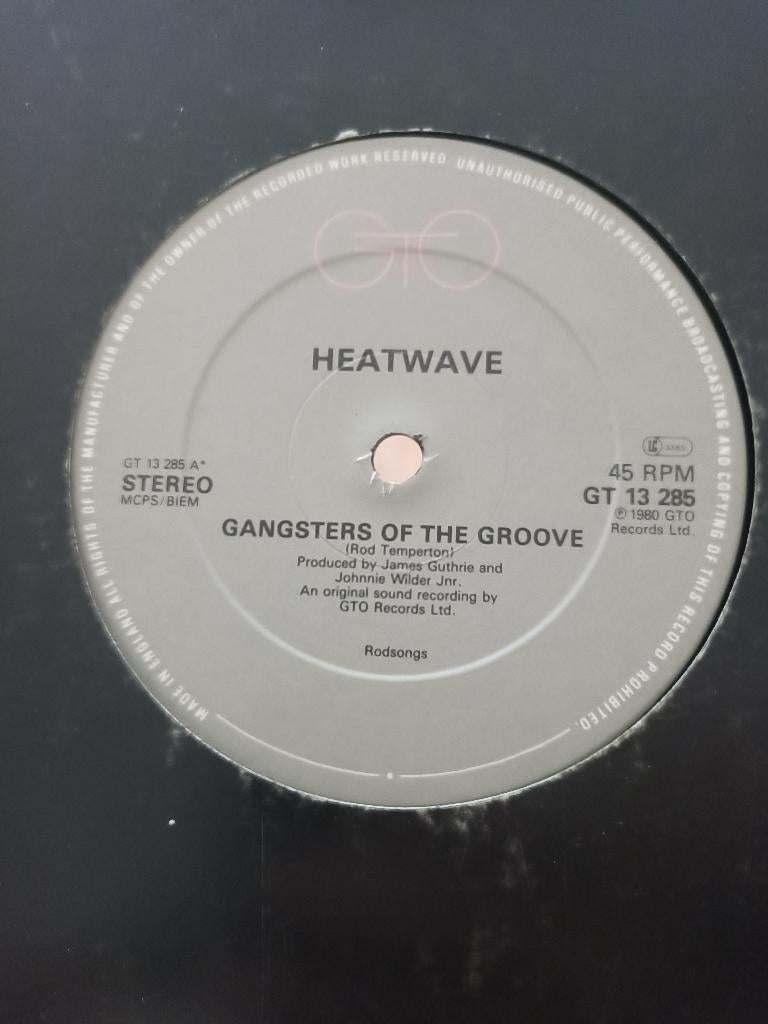 MADE IN ENGLAND ALL RIGHTS OF THE MANUFACTURER AND OF THE OWNER OF THE RECORDED WORK RESERVED. UNAUTHORISED PUBLIC PERFORMANCE BROADCASTING AND COPYING OF THIS RECORD PROHIBITED.
GTO
HEATWAVE
GT 13 285 A*
STEREO
MCPS/BIEM
LC
45 RPM
GT 13 285
℗ 1980 GTO
Records Ltd.
GANGSTERS OF THE GROOVE
(Rod Temperton)
Produced by James Guthrie and
Johnnie Wilder Jnr.
An original sound recording by
GTO Records Ltd.
Rodsongs